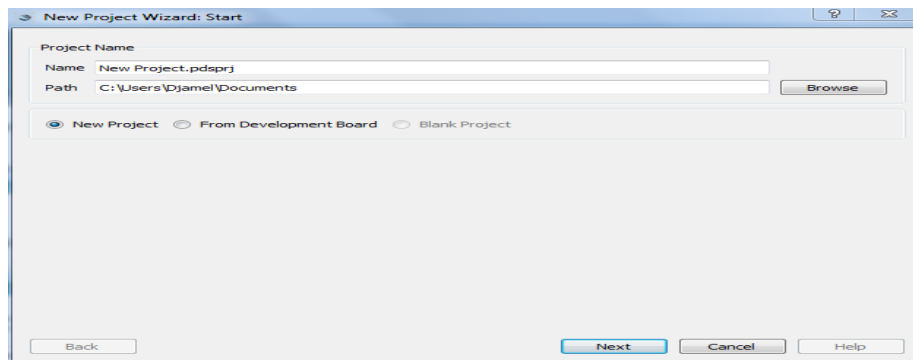 New Project Wizard: Start
Project Name
Name New Project.pdsprj
Path C:\Users\Djamel\Documents Browse
New Project From Development Board Blank Project
Back Next Cancel Help